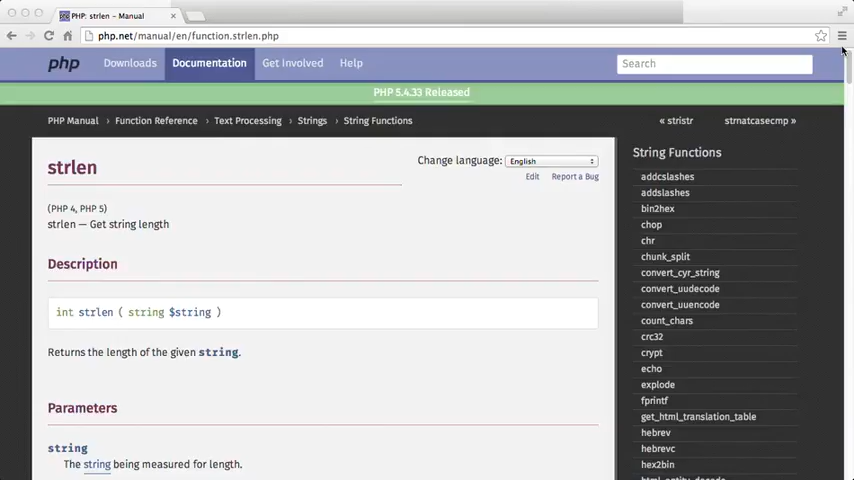 PHP: strlen - Manual
php.net/manual/en/function.strlen.php
php
Downloads
Documentation
Get Involved
Help
Search
PHP 5.4.33 Released
PHP Manual › Function Reference › Text Processing › Strings › String Functions
« stristr
strnatcasecmp »
strlen
Change language: English
Edit Report a Bug
(PHP 4, PHP 5)
strlen — Get string length
Description
int strlen ( string $string )
Returns the length of the given string.
Parameters
string
The string being measured for length.
String Functions
addcslashes
addslashes
bin2hex
chop
chr
chunk_split
convert_cyr_string
convert_uudecode
convert_uuencode
count_chars
crc32
crypt
echo
explode
fprintf
get_html_translation_table
hebrev
hebrevc
hex2bin
html_entity_decode